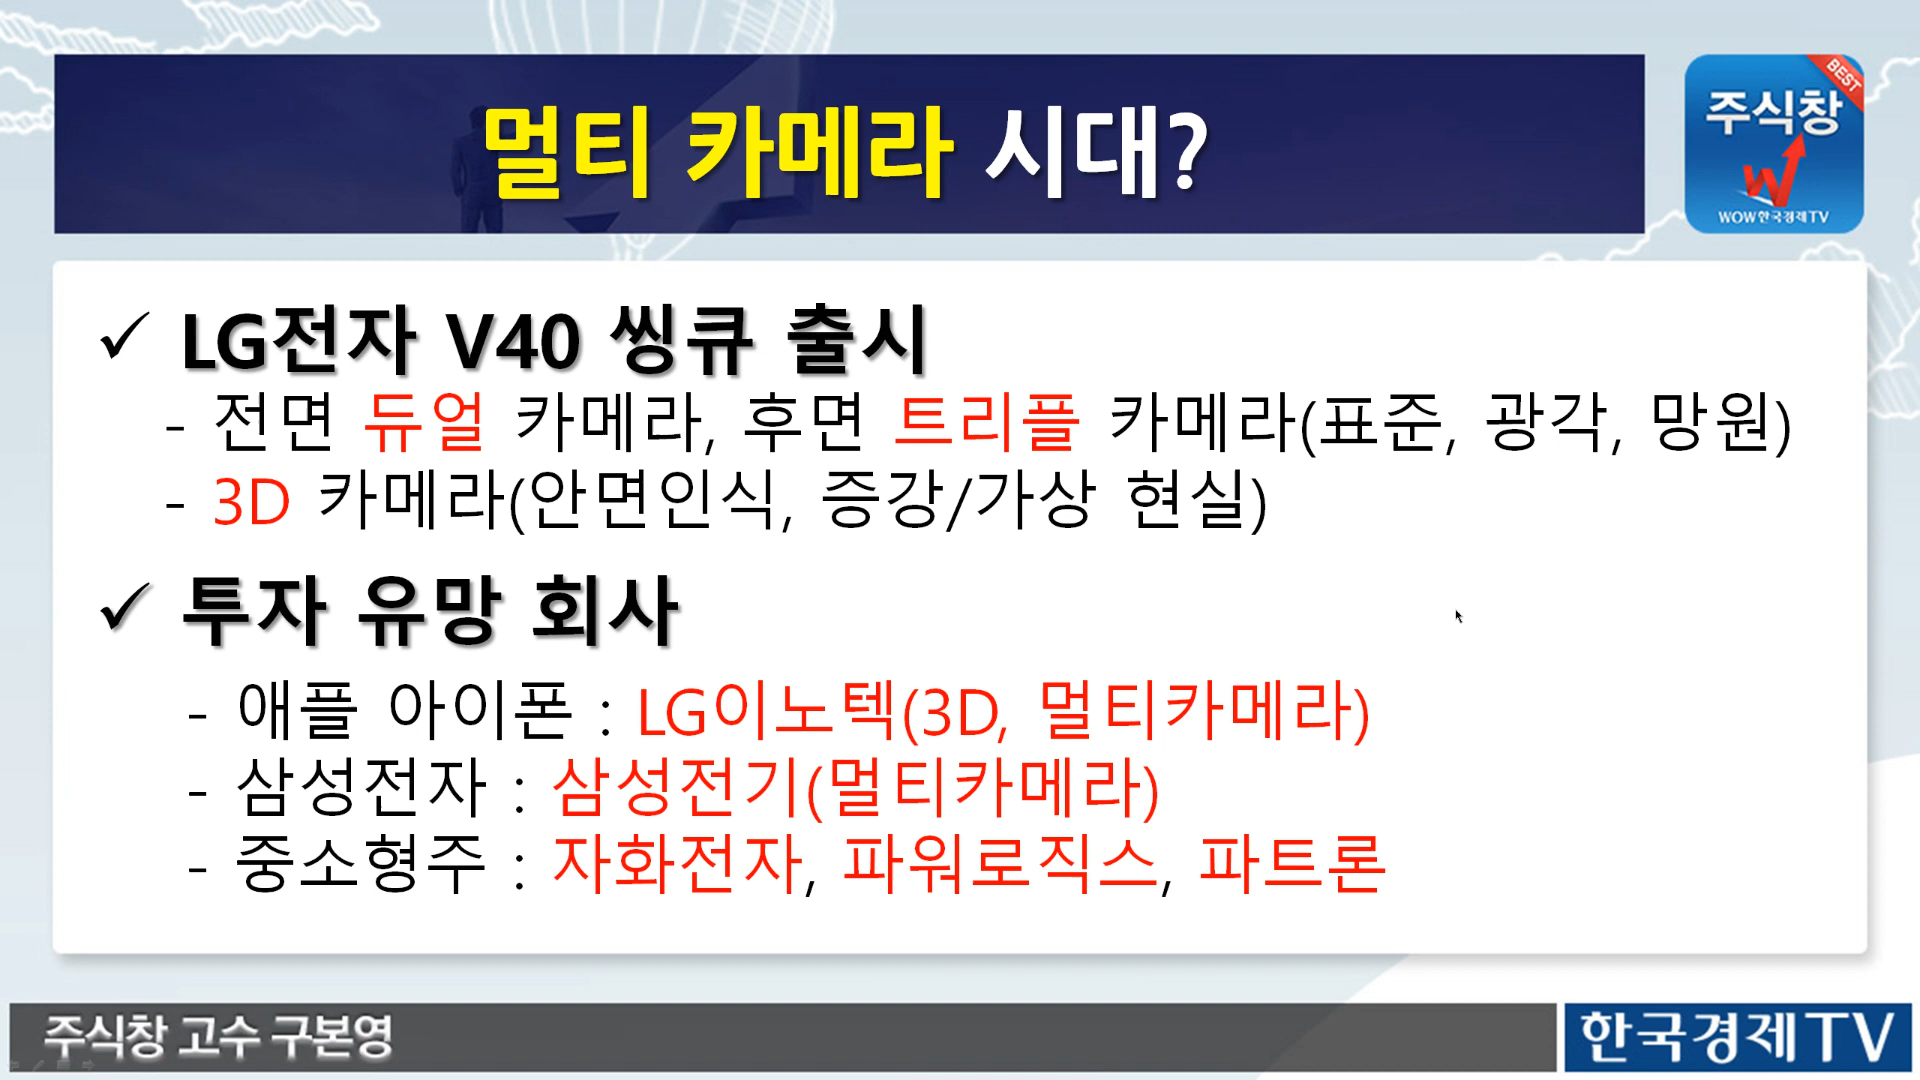 멀티 카메라 시대?
BEST
주식창
WOW한국경제TV
✓ LG전자 V40 씽큐 출시
- 전면 듀얼 카메라, 후면 트리플 카메라(표준, 광각, 망원)
- 3D 카메라(안면인식, 증강/가상 현실)
✓ 투자 유망 회사
- 애플 아이폰 : LG이노텍(3D, 멀티카메라)
- 삼성전자 : 삼성전기(멀티카메라)
- 중소형주 : 자화전자, 파워로직스, 파트론
주식창 고수 구본영
한국경제TV